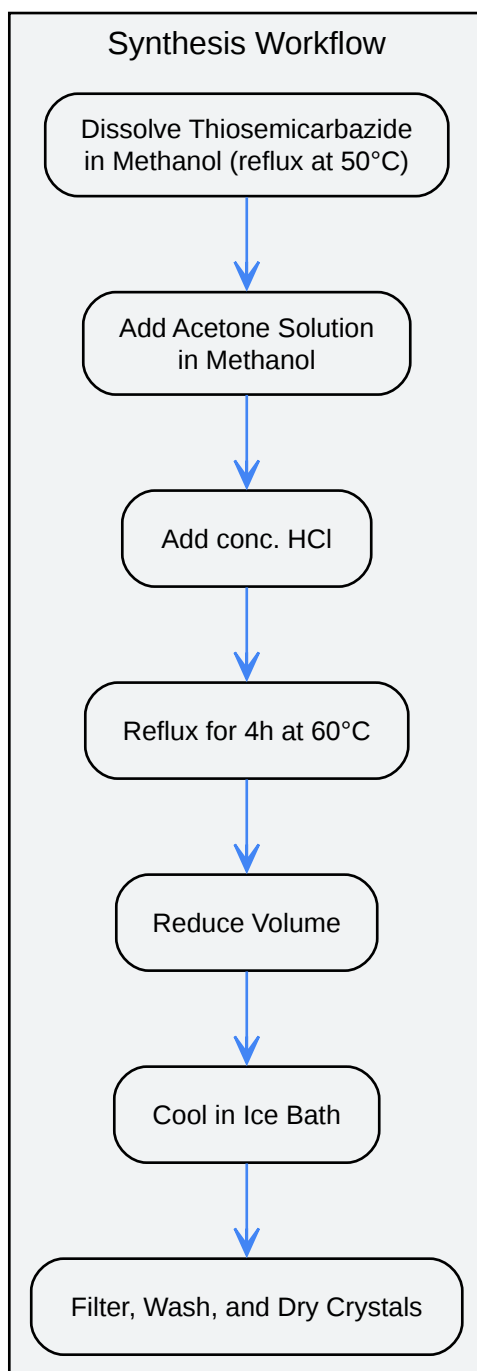 Synthesis Workflow
Dissolve Thiosemicarbazide
in Methanol (reflux at 50°C)
Add Acetone Solution
in Methanol
Add conc. HCl
Reflux for 4h at 60°C
Reduce Volume
Cool in Ice Bath
Filter, Wash, and Dry Crystals